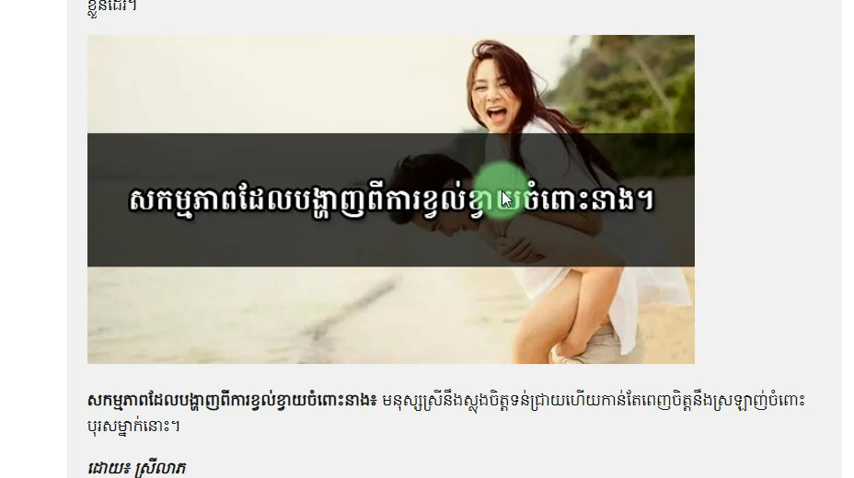 ខ្លួនដែរ។
សកម្មភាពដែលបង្ហាញពីការខ្វល់ខ្វាយចំពោះនាង។
សកម្មភាពដែលបង្ហាញពីការខ្វល់ខ្វាយចំពោះនាង៖ មនុស្សស្រីនឹងស្លុងចិត្តទន់ជ្រាយហើយកាន់តែពេញចិត្តនឹងស្រឡាញ់ចំពោះ
បុរសម្នាក់នោះ។
ដោយ៖ ស្រីលាភ